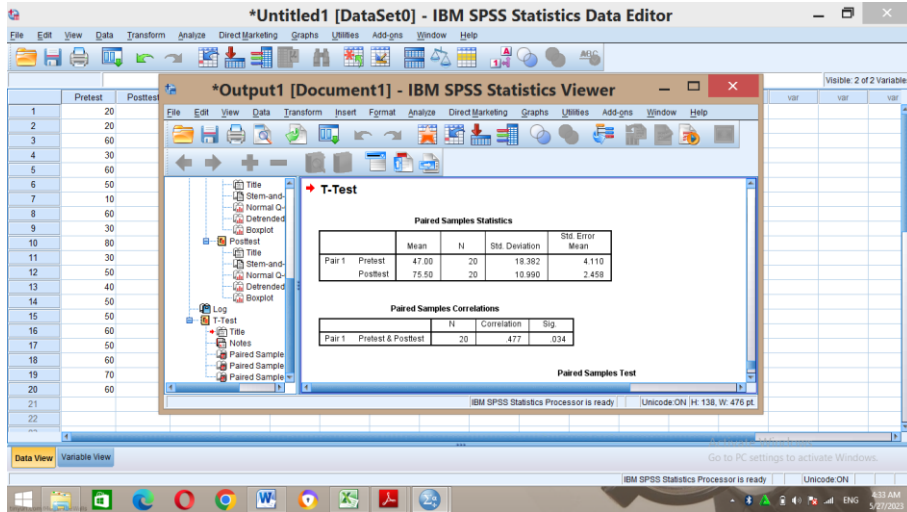 *Untitled1 [DataSet0] - IBM SPSS Statistics Data Editor
File Edit View Data Transform Analyze Direct Marketing Graphs Utilities Add-ons Window Help
Visible: 2 of 2 Variable
Pretest Posttest var var var
1 20
2 20
3 60
4 30
5 60
6 50
7 10
8 60
9 30
10 80
11 30
12 50
13 40
14 50
15 50
16 60
17 50
18 60
19 70
20 60
21
22
*Output1 [Document1] - IBM SPSS Statistics Viewer
File Edit View Data Transform Insert Format Analyze Direct Marketing Graphs Utilities Add-ons Window Help
Title
Stem-and-
Normal Q-
Detrended
Boxplot
Posttest
Title
Stem-and-
Normal Q-
Detrended
Boxplot
Log
T-Test
Title
Notes
Paired Sample
Paired Sample
Paired Sample
T-Test
Paired Samples Statistics
Mean N Std. Deviation Std. Error Mean
Pair 1 Pretest 47.00 20 18.382 4.110
Posttest 75.50 20 10.990 2.458
Paired Samples Correlations
N Correlation Sig.
Pair 1 Pretest & Posttest 20 .477 .034
Paired Samples Test
IBM SPSS Statistics Processor is ready Unicode:ON H: 138, W: 476 pt.
Data View Variable View
Go to PC settings to activate Windows.
IBM SPSS Statistics Processor is ready Unicode:ON
ENG 4:33 AM
5/27/2023